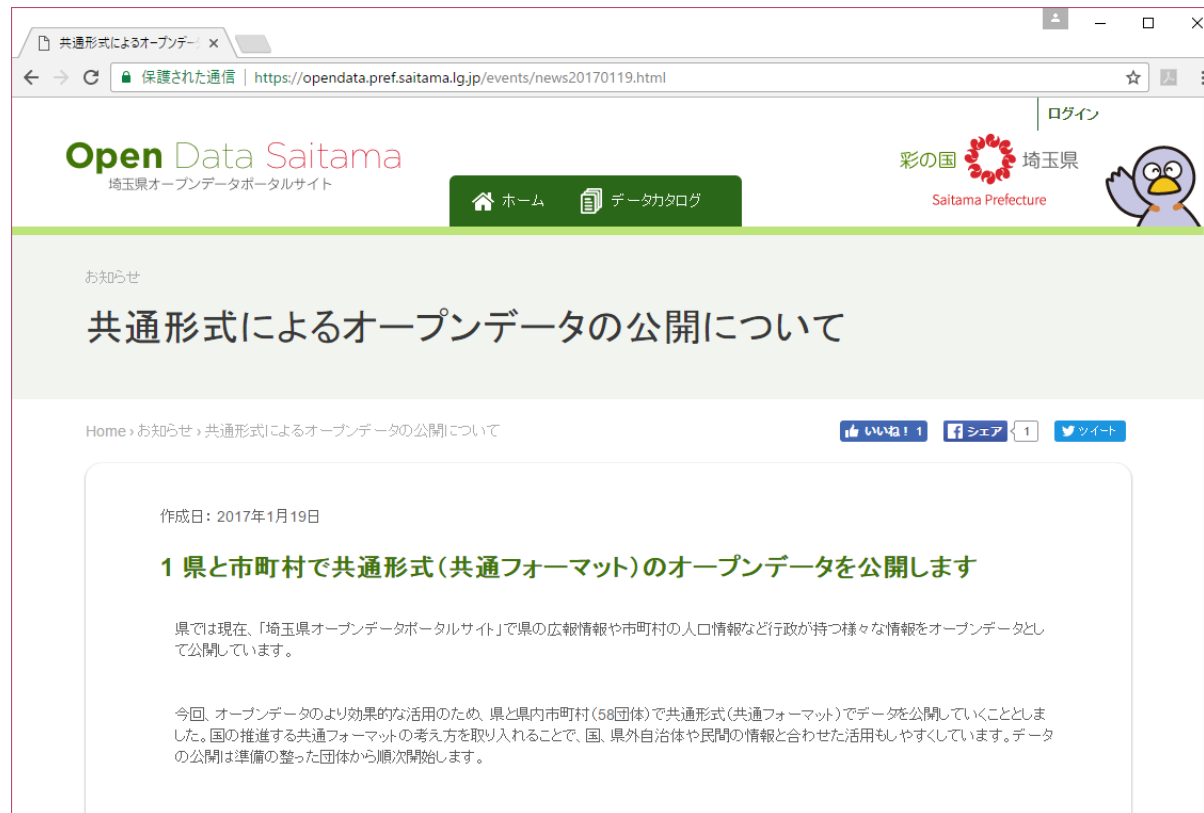 共通形式によるオープンデー
保護された通信 | https://opendata.pref.saitama.lg.jp/events/news20170119.html
ログイン
Open Data Saitama
埼玉県オープンデータポータルサイト
ホーム データカタログ
彩の国 埼玉県
Saitama Prefecture
お知らせ
共通形式によるオープンデータの公開について
Home › お知らせ › 共通形式によるオープンデータの公開について
いいね! 1 シェア 1 ツイート
作成日: 2017年1月19日
1 県と市町村で共通形式(共通フォーマット)のオープンデータを公開します
県では現在、「埼玉県オープンデータポータルサイト」で県の広報情報や市町村の人口情報など行政が持つ様々な情報をオープンデータとし
て公開しています。
今回、オープンデータのより効果的な活用のため、県と県内市町村(58団体)で共通形式(共通フォーマット)でデータを公開していくこととしま
した。国の推進する共通フォーマットの考え方を取り入れることで、国、県外自治体や民間の情報と合わせた活用もしやすくしています。データ
の公開は準備の整った団体から順次開始します。